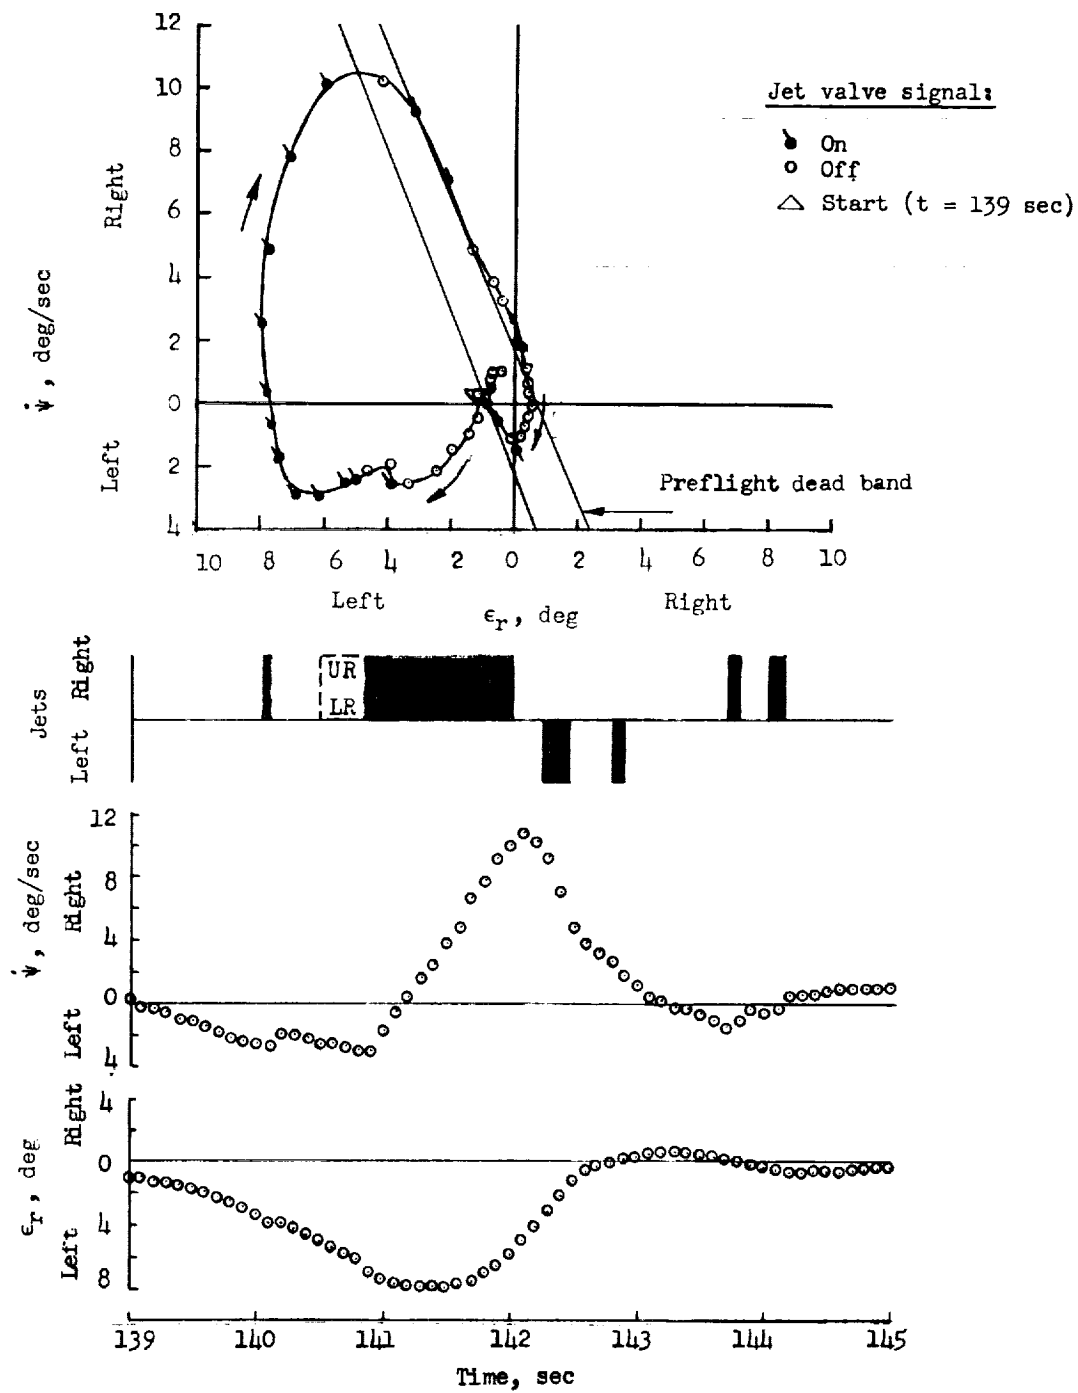 12
10
8
6
4
2
0
2
4
Right
Left
ψ̇, deg/sec
Jet valve signal:
On
Off
Start (t = 139 sec)
Preflight dead band
10 8 6 4 2 0 2 4 6 8 10
Left Right
εr, deg
Jets
Right
Left
UR
LR
12
8
4
0
4
ψ̇, deg/sec
Right
Left
4
0
4
8
εr, deg
Right
Left
139 140 141 142 143 144 145
Time, sec